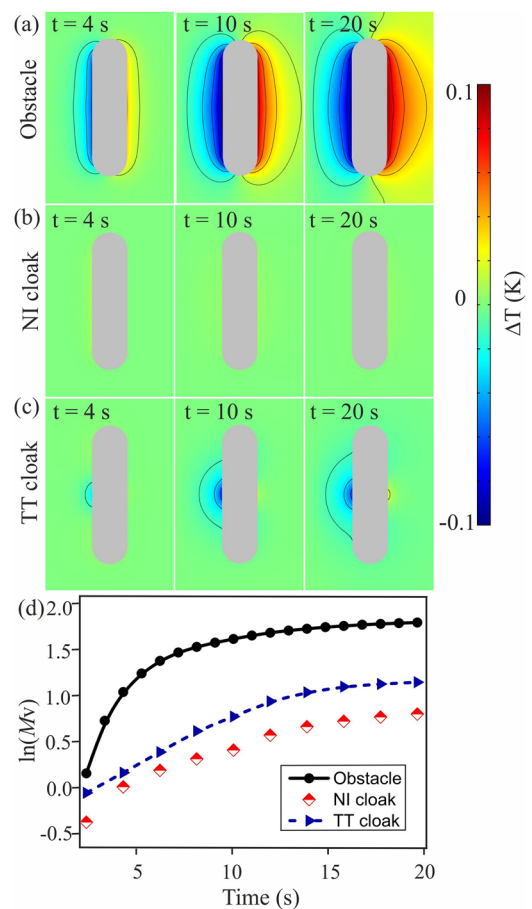 (a)
t = 4 s
t = 10 s
t = 20 s
Obstacle
(b)
t = 4 s
t = 10 s
t = 20 s
NI cloak
(c)
t = 4 s
t = 10 s
t = 20 s
TT cloak
0.1
0
-0.1
ΔT (K)
(d)
2.0
1.5
1.0
0.5
0.0
-0.5
ln(Mv)
Obstacle
NI cloak
TT cloak
5
10
15
20
Time (s)